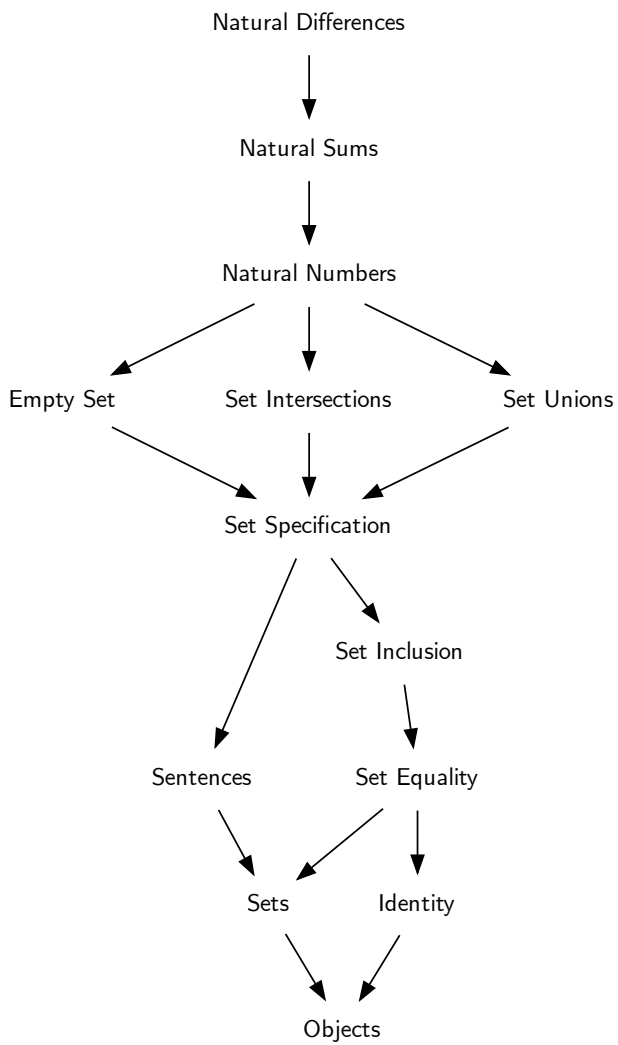 Natural Differences
Natural Sums
Natural Numbers
Empty Set
Set Intersections
Set Unions
Set Specification
Set Inclusion
Sentences
Set Equality
Sets
Identity
Objects